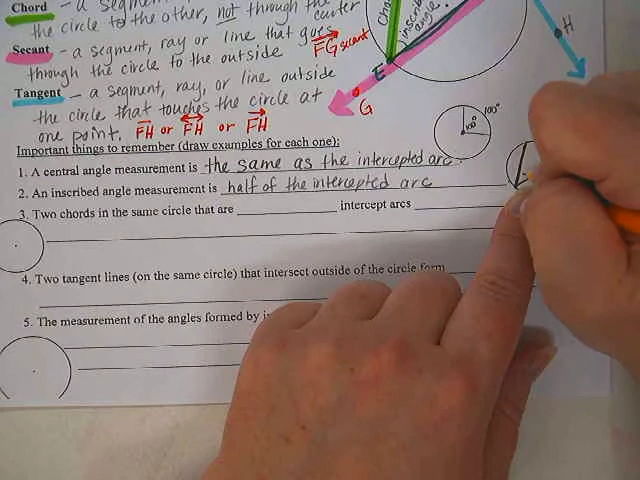 Chord - a segment
the circle to the other, not through the center
Secant - a segment, ray or line that goes
through the circle to the outside
FG secant
Tangent - a segment, ray, or line outside
the circle that touches the circle at
one point. FH or FH or FH
inscribed
angle
E
G
H
Important things to remember (draw examples for each one):
1. A central angle measurement is the same as the intercepted arc.
100°
100°
2. An inscribed angle measurement is half of the intercepted arc
3. Two chords in the same circle that are ____________ intercept arcs
4. Two tangent lines (on the same circle) that intersect outside of the circle form
5. The measurement of the angles formed by